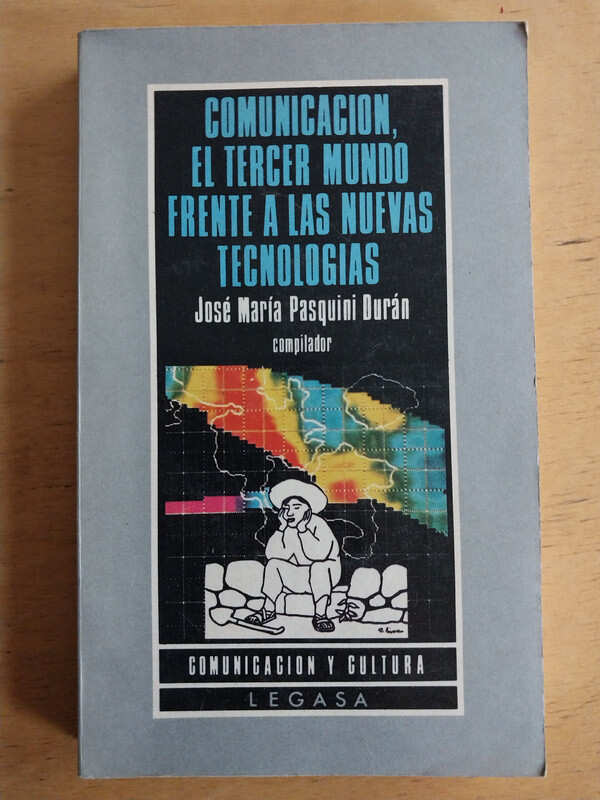 COMUNICACION,
EL TERCER MUNDO
FRENTE A LAS NUEVAS
TECNOLOGIAS
José María Pasquini Durán
compilador
COMUNICACION Y CULTURA
LEGASA